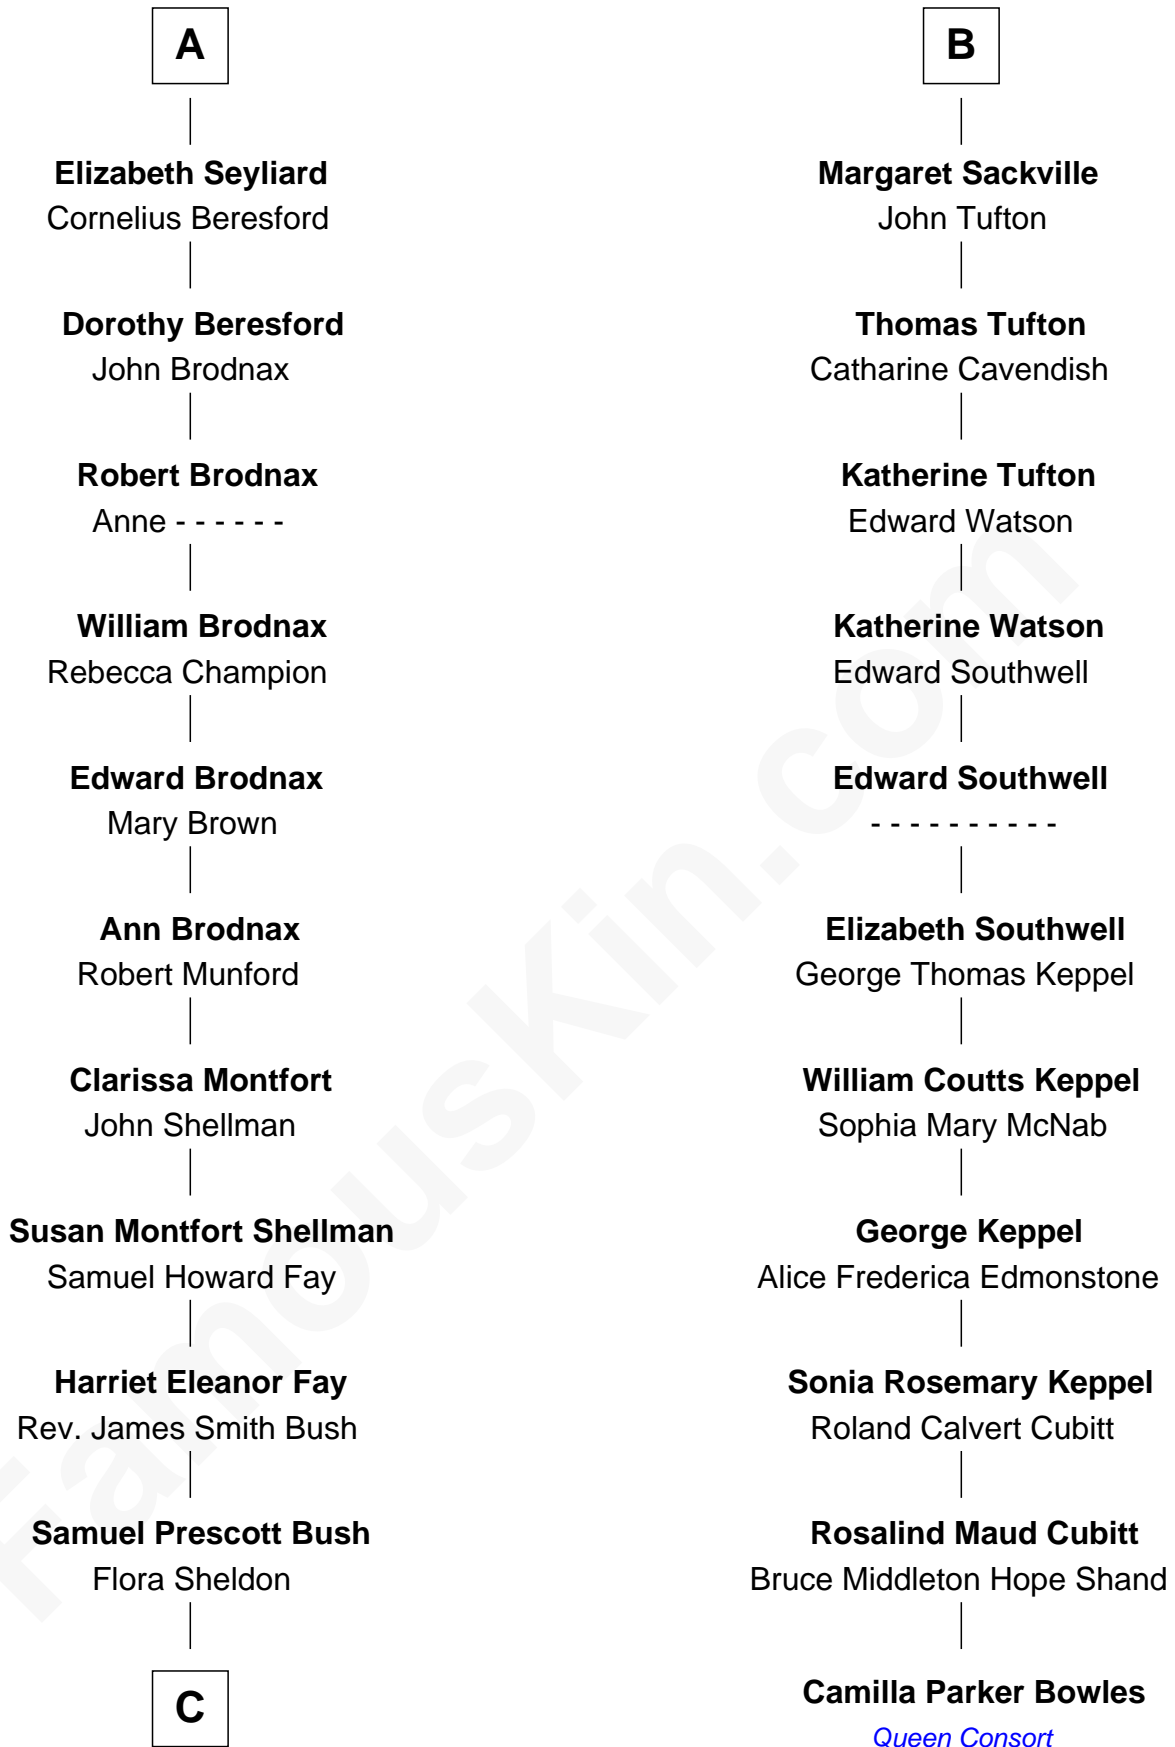 A
Elizabeth Seyliard
Cornelius Beresford
Dorothy Beresford
John Brodnax
Robert Brodnax
Anne - - - - - -
William Brodnax
Rebecca Champion
Edward Brodnax
Mary Brown
Ann Brodnax
Robert Munford
Clarissa Montfort
John Shellman
Susan Montfort Shellman
Samuel Howard Fay
Harriet Eleanor Fay
Rev. James Smith Bush
Samuel Prescott Bush
Flora Sheldon
C
B
Margaret Sackville
John Tufton
Thomas Tufton
Catharine Cavendish
Katherine Tufton
Edward Watson
Katherine Watson
Edward Southwell
Edward Southwell
- - - - - - - - - -
Elizabeth Southwell
George Thomas Keppel
William Coutts Keppel
Sophia Mary McNab
George Keppel
Alice Frederica Edmonstone
Sonia Rosemary Keppel
Roland Calvert Cubitt
Rosalind Maud Cubitt
Bruce Middleton Hope Shand
Camilla Parker Bowles
Queen Consort
FamousKin.com